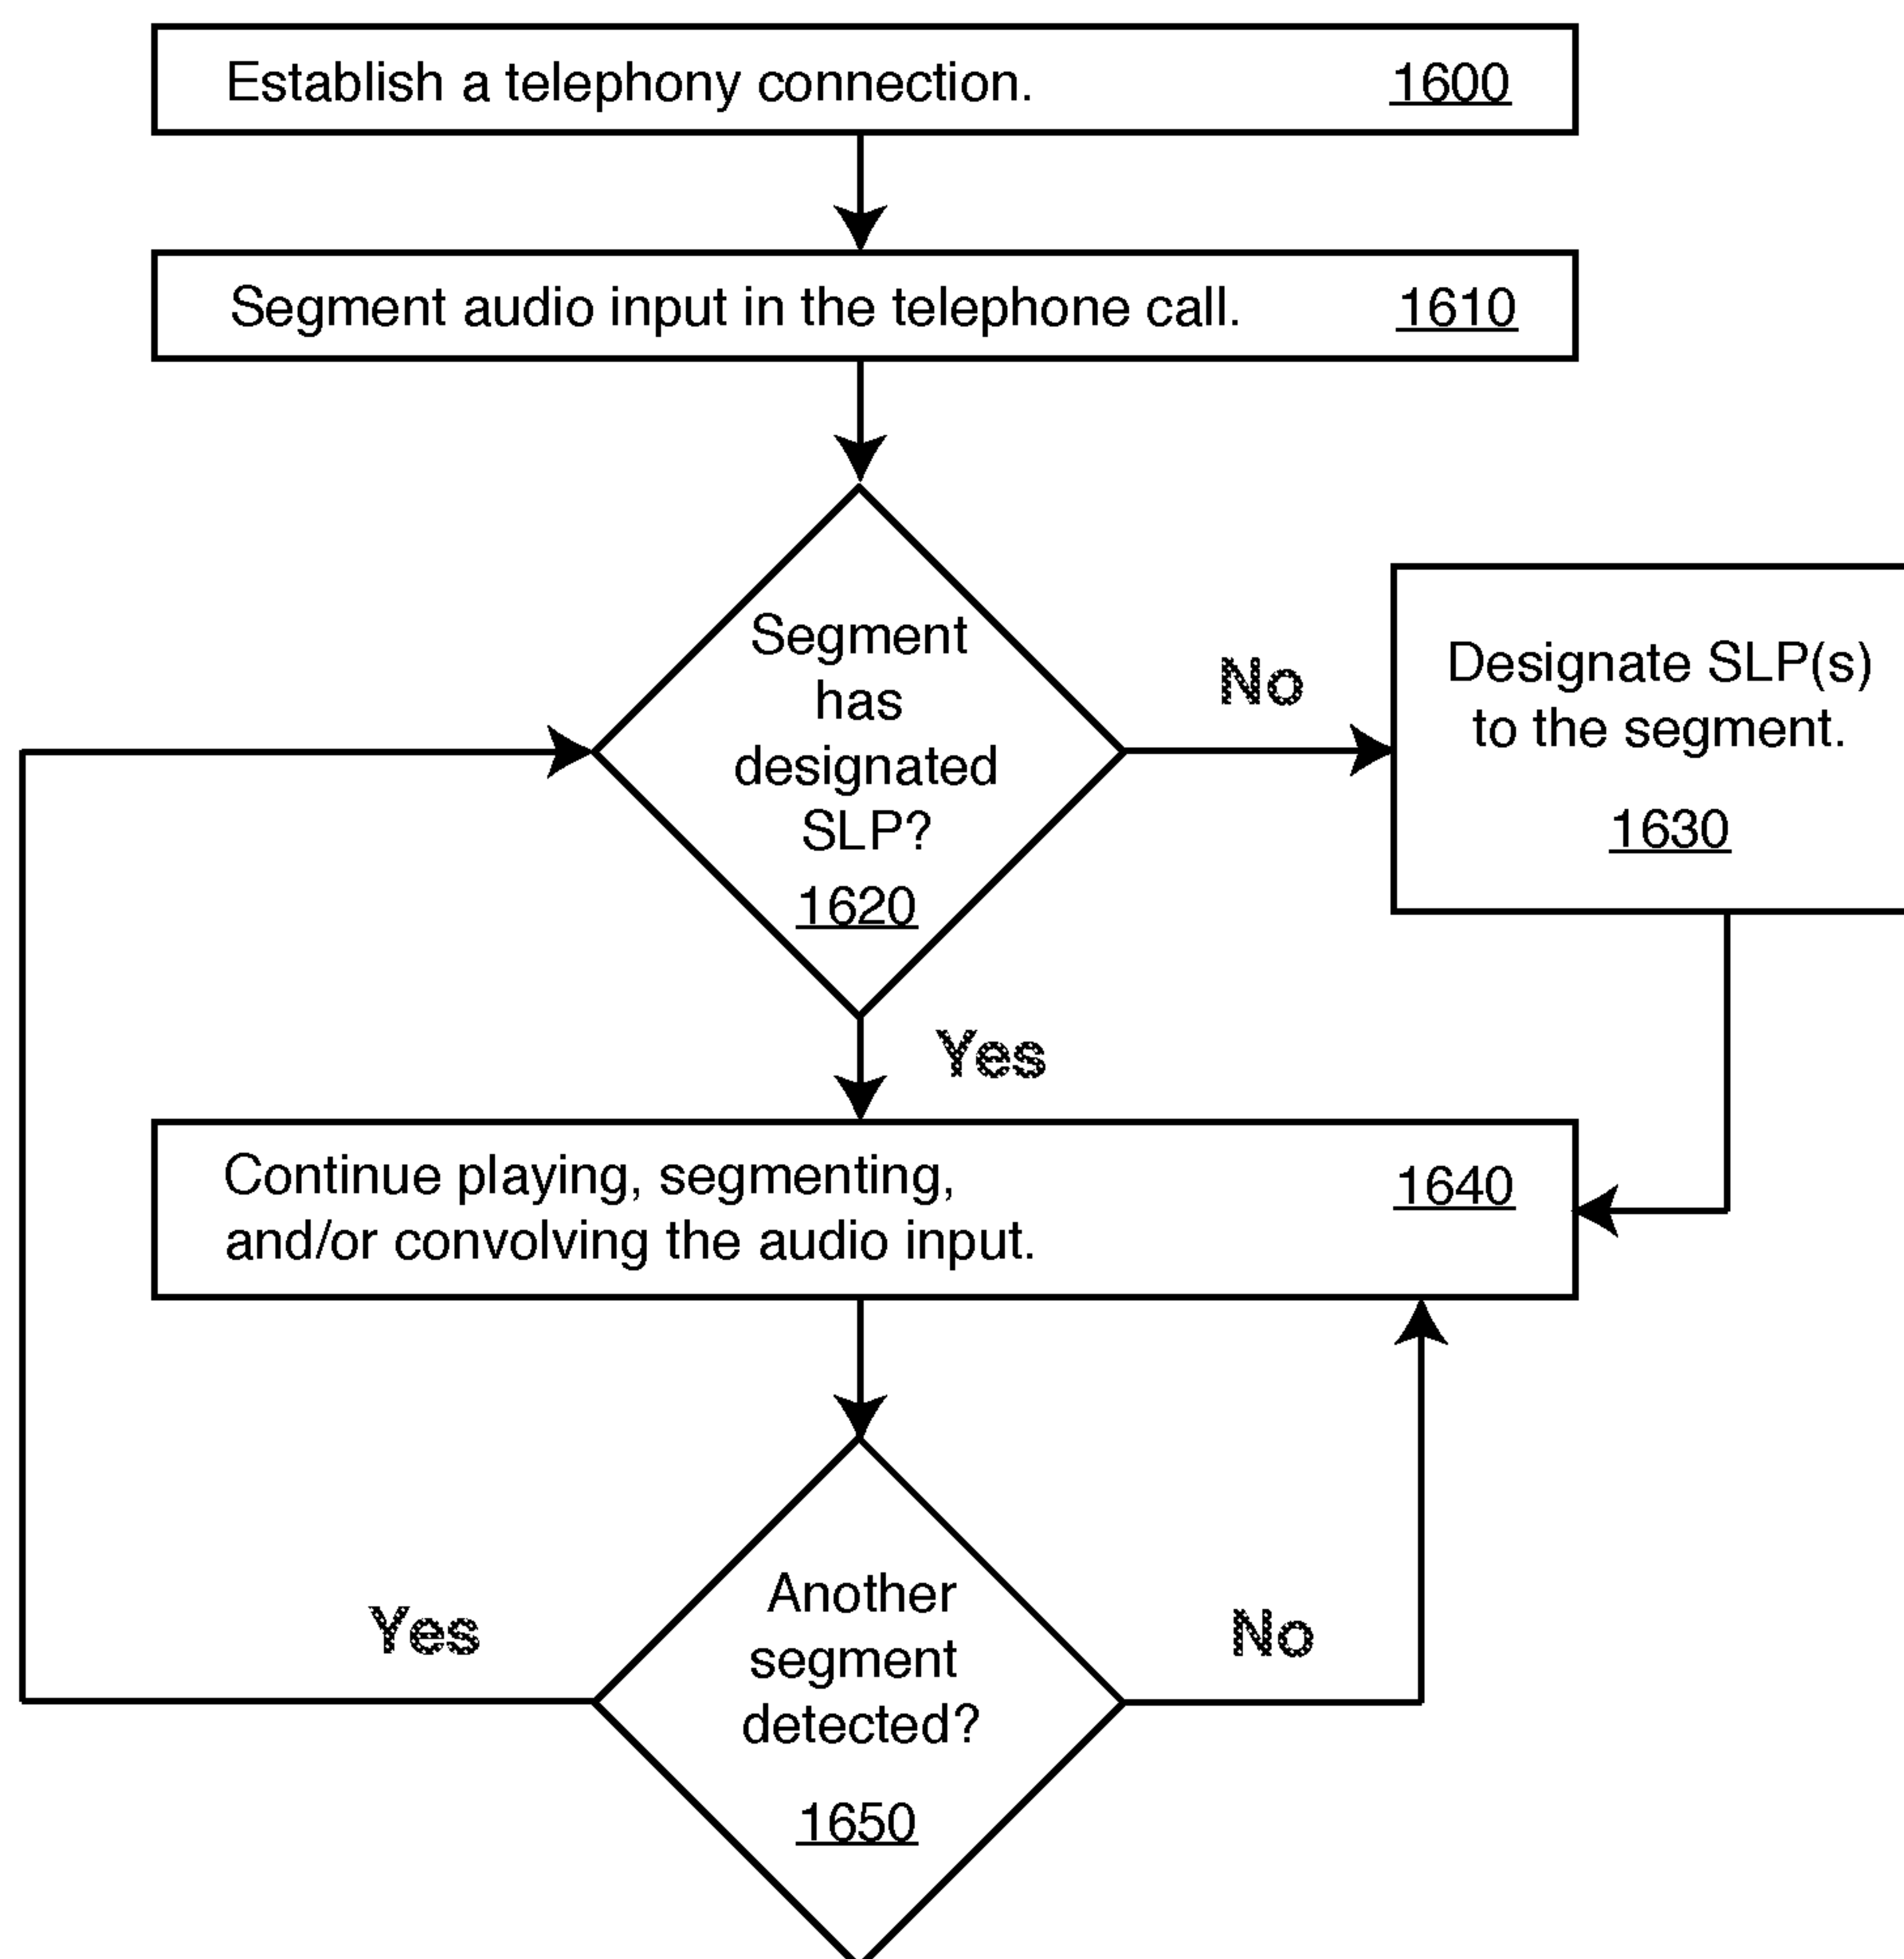 Establish a telephony connection. 1600
Segment audio input in the telephone call. 1610
Segment
has
designated
SLP?
1620
No
Designate SLP(s)
to the segment.
1630
Yes
Continue playing, segmenting, 1640
and/or convolving the audio input.
Another
segment
detected?
1650
Yes
No